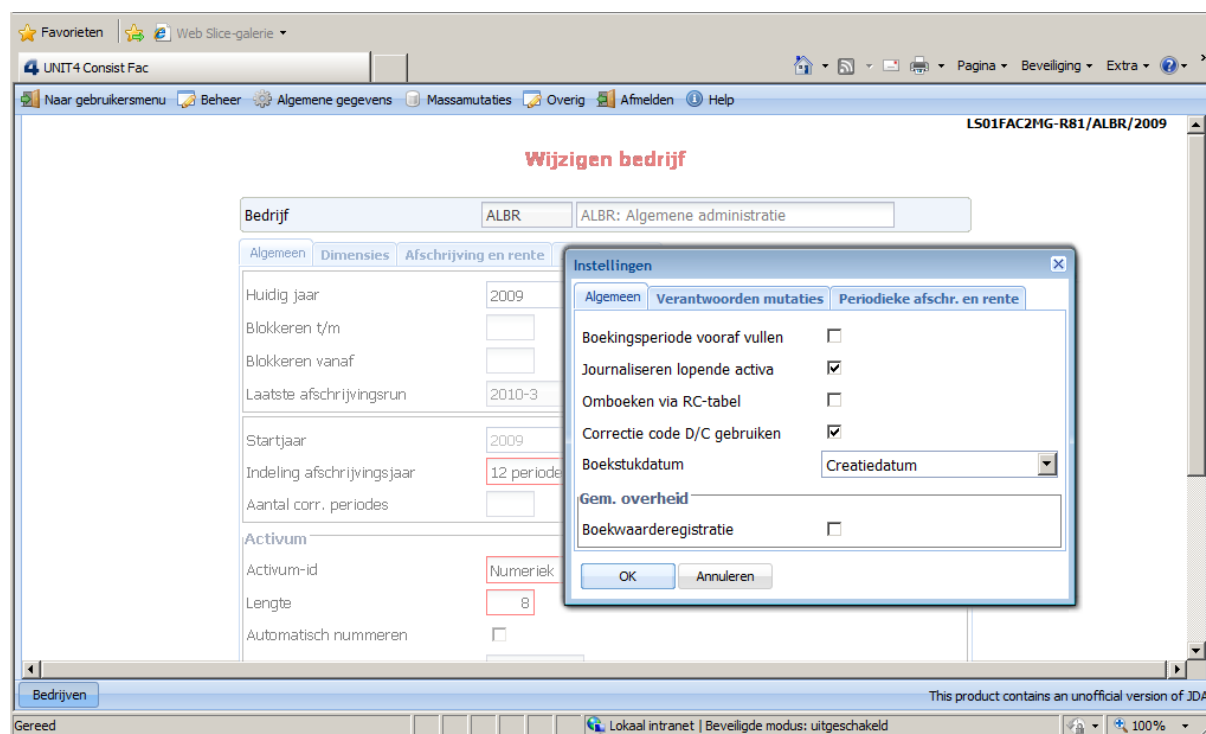 Favorieten Web Slice-galerie
UNIT4 Consist Fac Pagina Beveiliging Extra
Naar gebruikersmenu Beheer Algemene gegevens Massamutaties Overig Afmelden Help
LS01FAC2MG-R81/ALBR/2009
Wijzigen bedrijf
Bedrijf ALBR ALBR: Algemene administratie
Algemeen Dimensies Afschrijving en rente
Huidig jaar 2009
Blokkeren t/m
Blokkeren vanaf
Laatste afschrijvingsrun 2010-3
Startjaar 2009
Indeling afschrijvingsjaar 12 periode
Aantal corr. periodes
Activum
Activum-id Numeriek
Lengte 8
Automatisch nummeren
Instellingen
Algemeen Verantwoorden mutaties Periodieke afschr. en rente
Boekingsperiode vooraf vullen
Journaliseren lopende activa
Omboeken via RC-tabel
Correctie code D/C gebruiken
Boekstukdatum Creatiedatum
Gem. overheid
Boekwaarderegistratie
OK Annuleren
Bedrijven This product contains an unofficial version of JDA
Gereed Lokaal intranet | Beveiligde modus: uitgeschakeld 100%